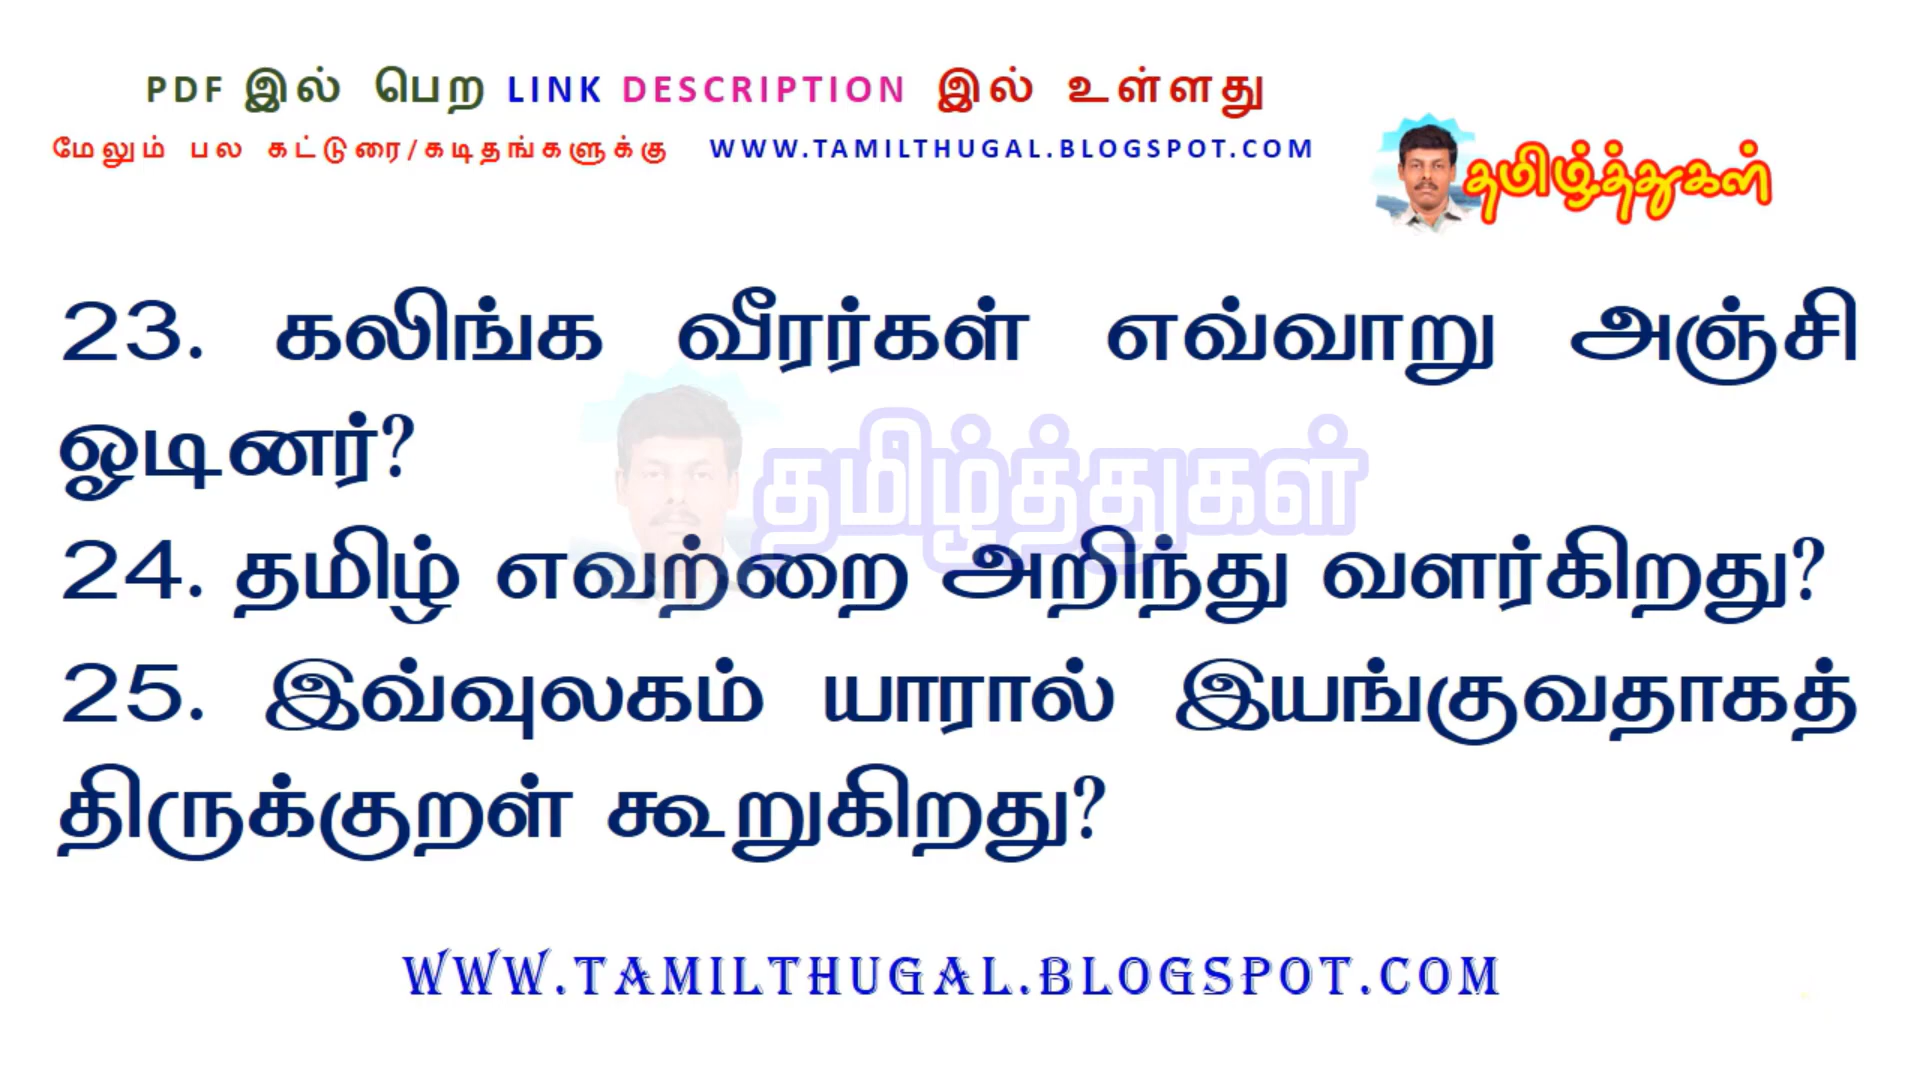 PDF இல் பெற LINK DESCRIPTION இல் உள்ளது
மேலும் பல கட்டுரை/கடிதங்களுக்கு WWW.TAMILTHUGAL.BLOGSPOT.COM
தமிழ்த்துகள்
23. கலிங்க வீரர்கள் எவ்வாறு அஞ்சி
ஓடினர்?
தமிழ்த்துகள்
24. தமிழ் எவற்றை அறிந்து வளர்கிறது?
25. இவ்வுலகம் யாரால் இயங்குவதாகத்
திருக்குறள் கூறுகிறது?
WWW.TAMILTHUGAL.BLOGSPOT.COM